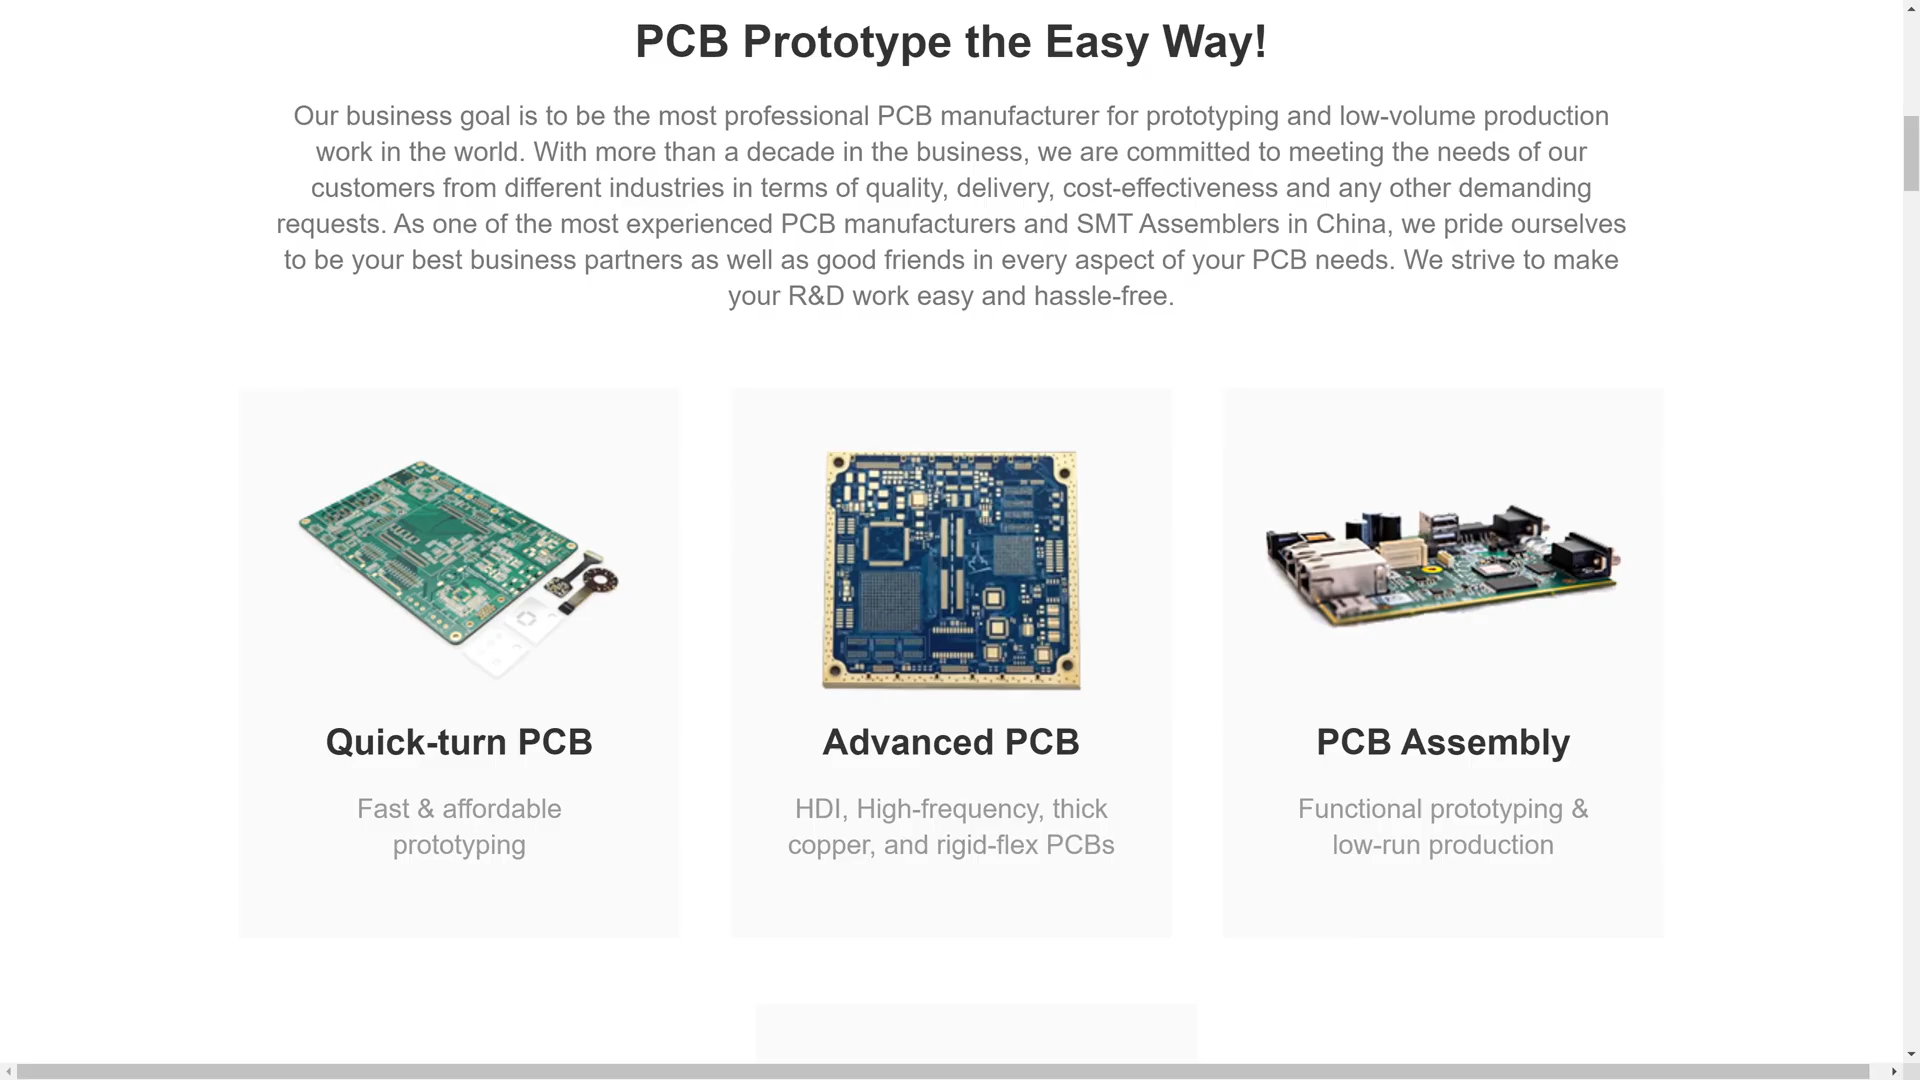 PCB Prototype the Easy Way!
Our business goal is to be the most professional PCB manufacturer for prototyping and low-volume production
work in the world. With more than a decade in the business, we are committed to meeting the needs of our
customers from different industries in terms of quality, delivery, cost-effectiveness and any other demanding
requests. As one of the most experienced PCB manufacturers and SMT Assemblers in China, we pride ourselves
to be your best business partners as well as good friends in every aspect of your PCB needs. We strive to make
your R&D work easy and hassle-free.
Quick-turn PCB
Fast & affordable
prototyping
Advanced PCB
HDI, High-frequency, thick
copper, and rigid-flex PCBs
PCB Assembly
Functional prototyping &
low-run production